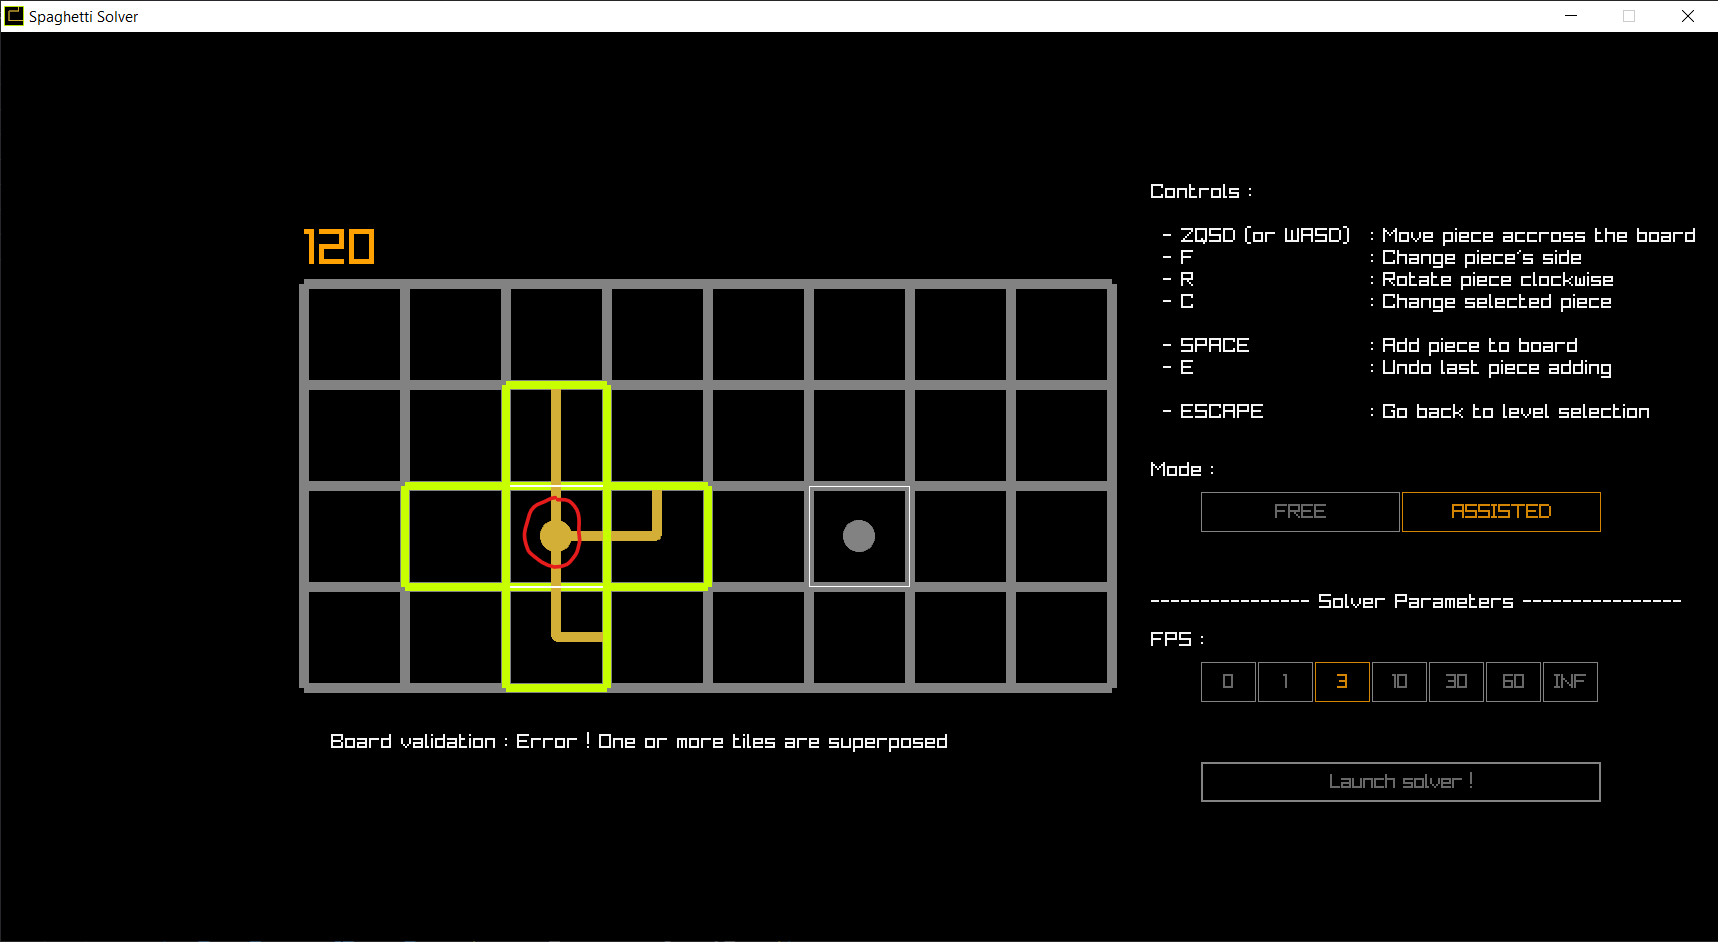 Spaghetti Solver
120
Controls :
- ZQSD (or WASD) : Move piece accross the board
- F : Change piece's side
- R : Rotate piece clockwise
- C : Change selected piece
- SPACE : Add piece to board
- E : Undo last piece adding
- ESCAPE : Go back to level selection
Mode :
FREE ASSISTED
---------------- Solver Parameters ----------------
FPS :
0 1 3 10 30 60 INF
Board validation : Error ! One or more tiles are superposed
Launch solver !